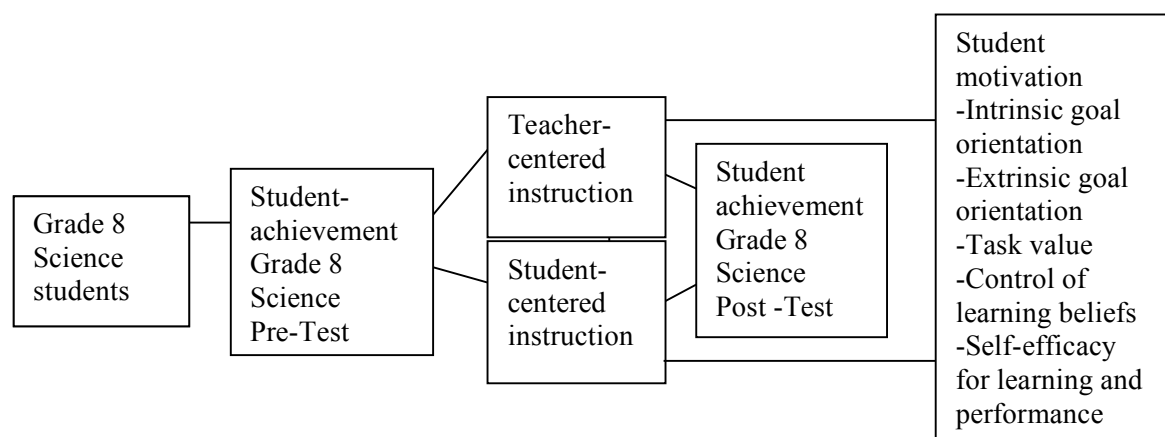 Grade 8
Science
students
Student-
achievement
Grade 8
Science
Pre-Test
Teacher-
centered
instruction
Student-
centered
instruction
Student
achievement
Grade 8
Science
Post -Test
Student
motivation
-Intrinsic goal
orientation
-Extrinsic goal
orientation
-Task value
-Control of
learning beliefs
-Self-efficacy
for learning and
performance